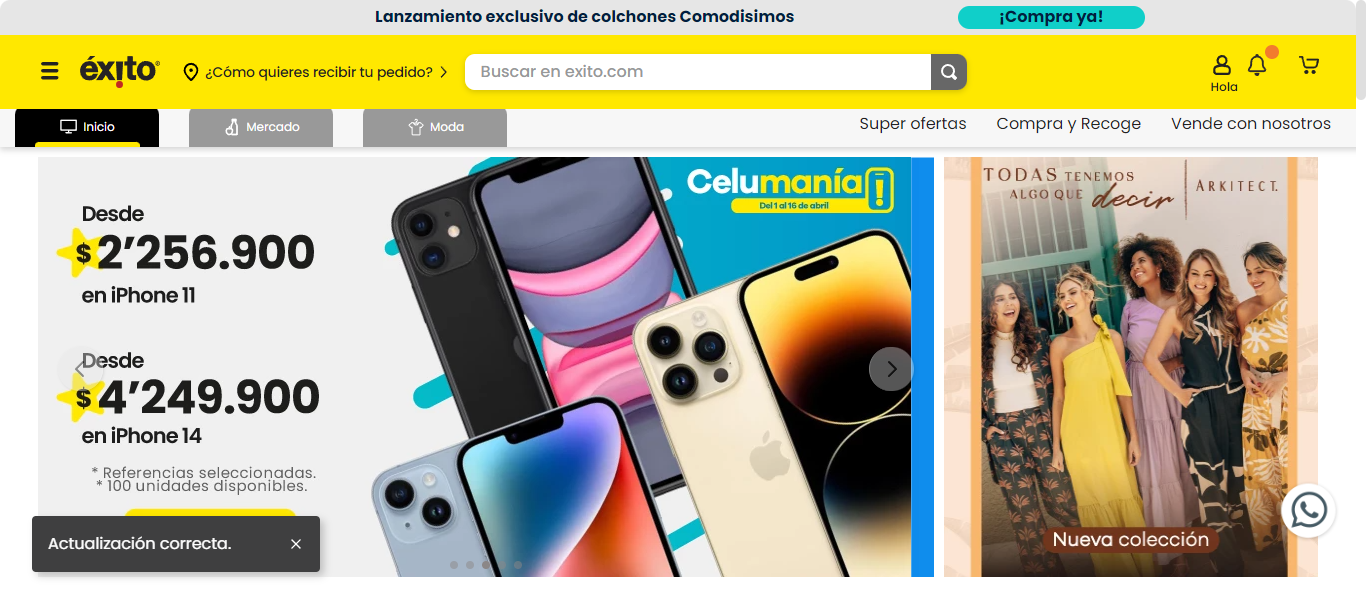 Lanzamiento exclusivo de colchones Comodisimos
¡Compra ya!
éxito
¿Cómo quieres recibir tu pedido?
Buscar en exito.com
Hola
Inicio
Mercado
Moda
Super ofertas
Compra y Recoge
Vende con nosotros
Desde
$2’256.900
en iPhone 11
Desde
$4’249.900
en iPhone 14
* Referencias seleccionadas.
* 100 unidades disponibles.
Celumanía
Del 1 al 16 de abril
TODAS TENEMOS
ALGO QUE decir
ARKITECT.
Nueva colección
Actualización correcta.